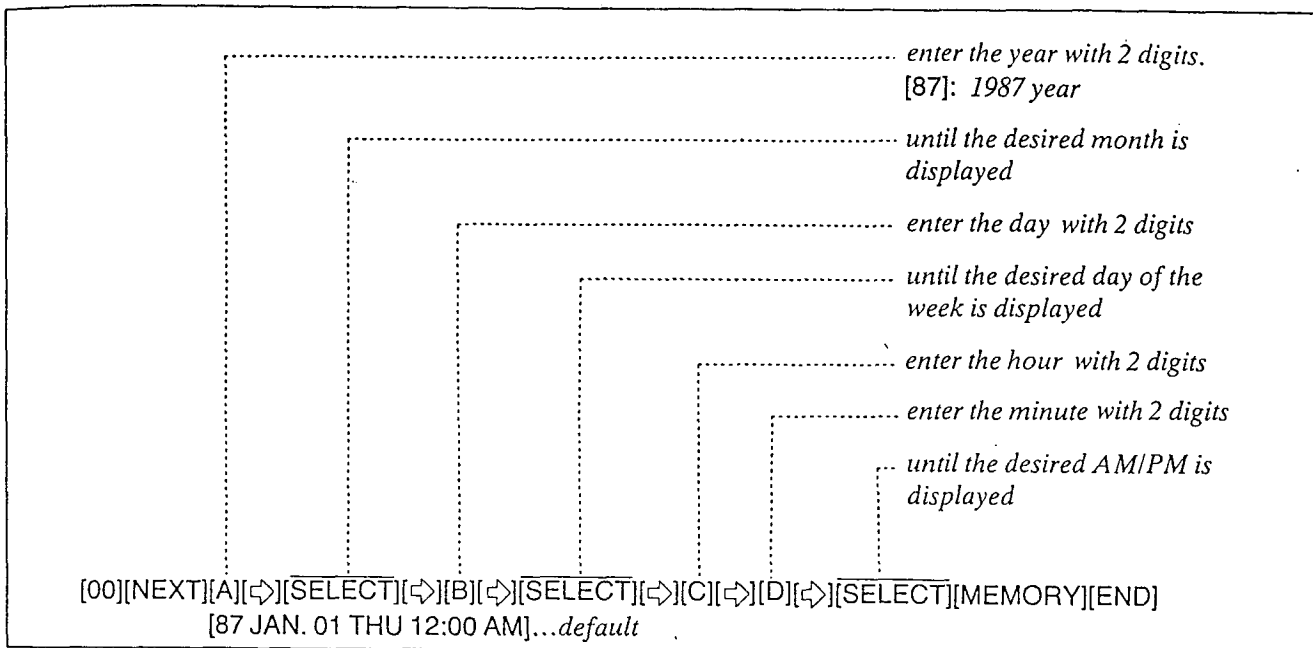 enter the year with 2 digits.
[87]: 1987 year
until the desired month is
displayed
enter the day with 2 digits
until the desired day of the
week is displayed
enter the hour with 2 digits
enter the minute with 2 digits
until the desired AM/PM is
displayed
[00][NEXT][A][⇨][SELECT][⇨][B][⇨][SELECT][⇨][C][⇨][D][⇨][SELECT][MEMORY][END]
[87 JAN. 01 THU 12:00 AM]...default